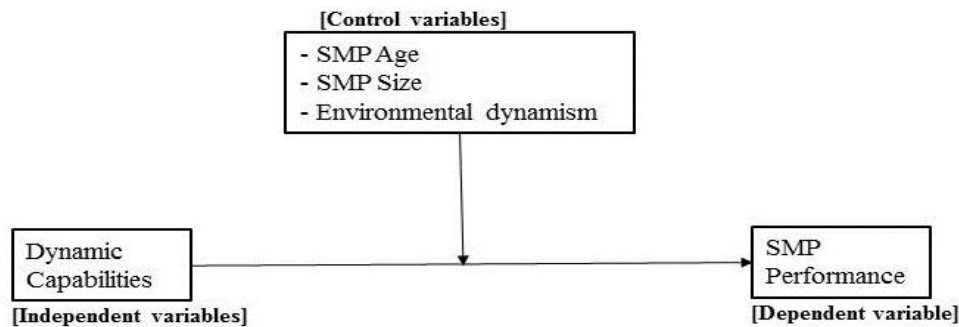 [Control variables]
- SMP Age
- SMP Size
- Environmental dynamism
Dynamic
Capabilities
[Independent variables]
SMP
Performance
[Dependent variable]